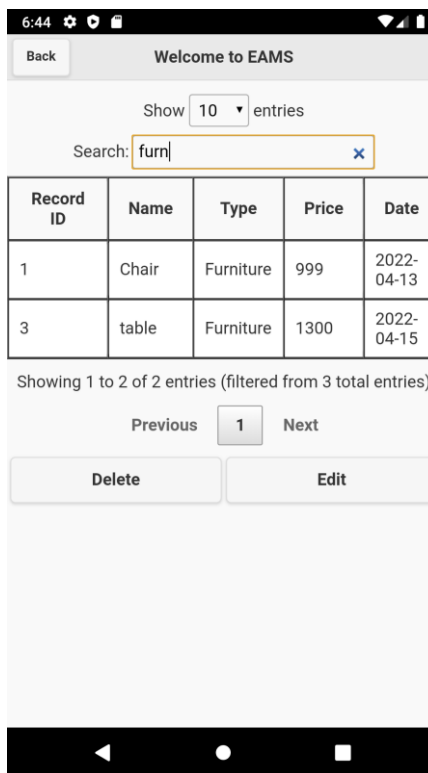 6:44
Back Welcome to EAMS
Show 10 entries
Search: furn
Record ID Name Type Price Date
1 Chair Furniture 999 2022-04-13
3 table Furniture 1300 2022-04-15
Showing 1 to 2 of 2 entries (filtered from 3 total entries)
Previous 1 Next
Delete Edit